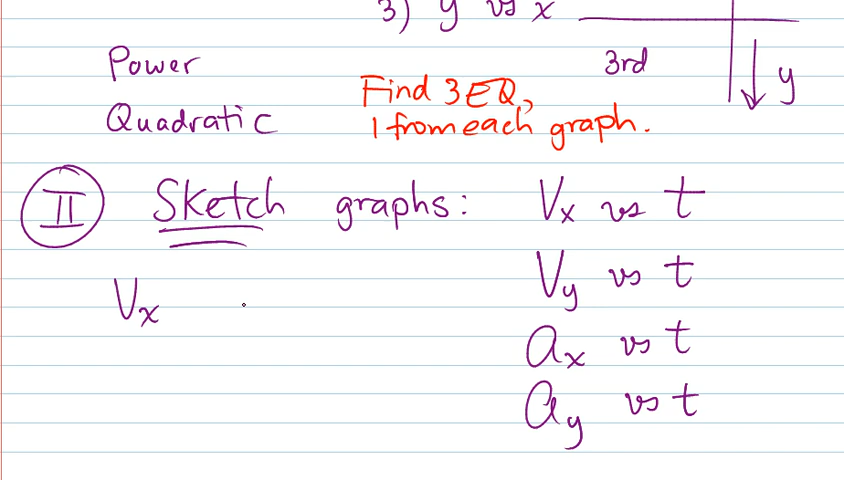 3) y vs x
Power
3rd
y
Find 3 EQ,
Quadratic
1 from each graph.
II Sketch graphs: Vx vs t
Vy vs t
Vx
ax vs t
ay vs t